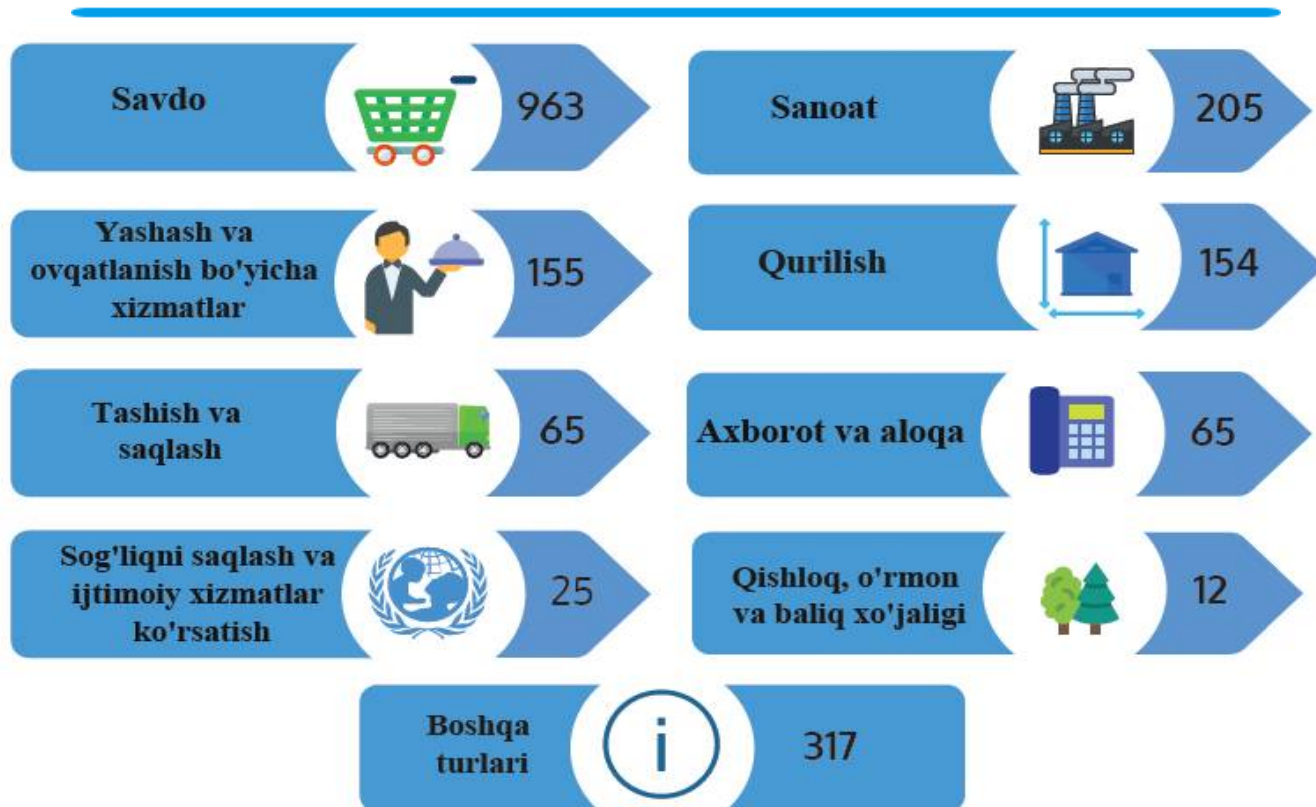 Savdo
963
Sanoat
205
Yashash va
ovqatlanish bo'yicha
xizmatlar
155
Qurilish
154
Tashish va
saqlash
65
Axborot va aloqa
65
Sog'liqni saqlash va
ijtimoiy xizmatlar
ko'rsatish
25
Qishloq, o'rmon
va baliq xo'jaligi
12
Boshqa
turlari
i
317